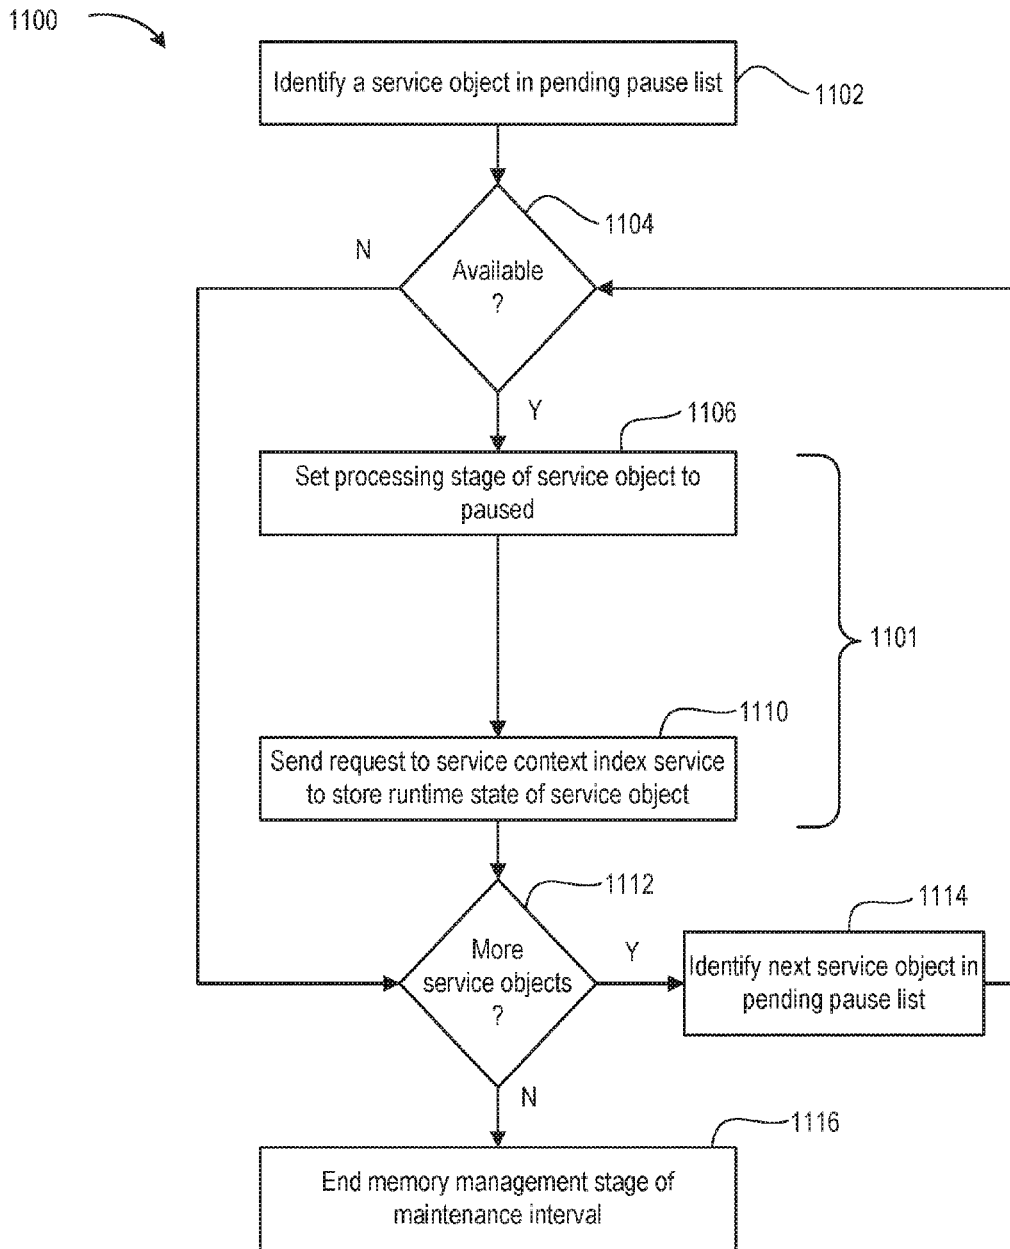 1100
Identify a service object in pending pause list
1102
1104
N
Available
?
Y
1106
Set processing stage of service object to
paused
1101
1110
Send request to service context index service
to store runtime state of service object
1112
More
service objects
?
Y
1114
Identify next service object in
pending pause list
N
1116
End memory management stage of
maintenance interval